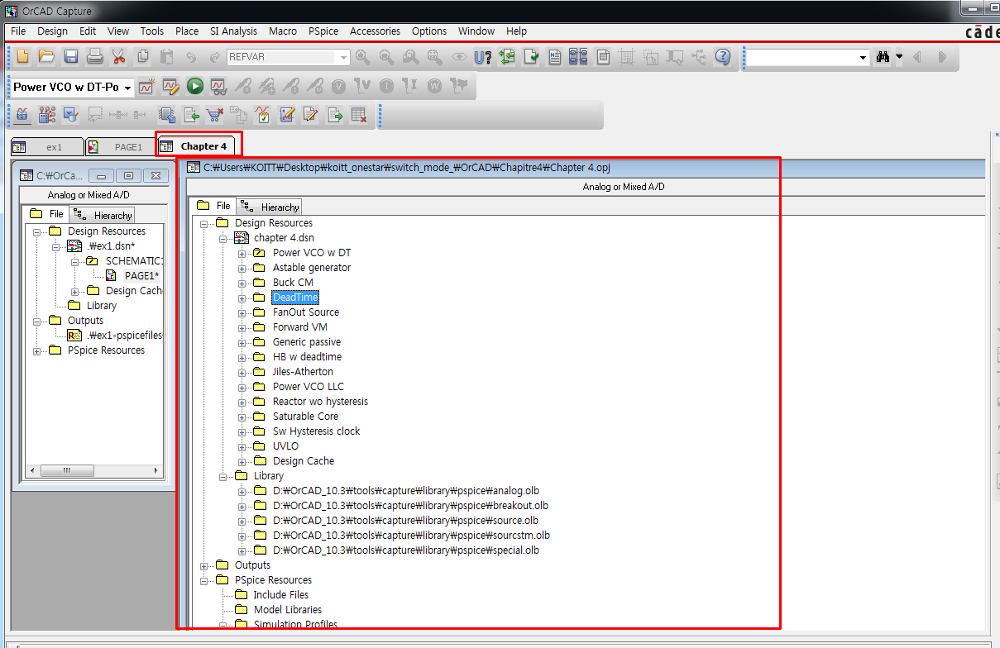 OrCAD Capture
File Design Edit View Tools Place SI Analysis Macro PSpice Accessories Options Window Help
cāde
REFVAR
U?
Power VCO w DT-Po
ex1 PAGE1 Chapter 4
C:₩OrCa...
Analog or Mixed A/D
File Hierarchy
Design Resources
.₩ex1.dsn*
SCHEMATIC1
PAGE1*
Design Cach
Library
Outputs
.₩ex1-pspicefiles
PSpice Resources
C:₩Users₩KOITT₩Desktop₩koitt_onestar₩switch_mode_₩OrCAD₩Chapitre4₩Chapter 4.opj
Analog or Mixed A/D
File Hierarchy
Design Resources
chapter 4.dsn
Power VCO w DT
Astable generator
Buck CM
DeadTime
FanOut Source
Forward VM
Generic passive
HB w deadtime
Jiles-Atherton
Power VCO LLC
Reactor wo hysteresis
Saturable Core
Sw Hysteresis clock
UVLO
Design Cache
Library
D:₩OrCAD_10.3₩tools₩capture₩library₩pspice₩analog.olb
D:₩OrCAD_10.3₩tools₩capture₩library₩pspice₩breakout.olb
D:₩OrCAD_10.3₩tools₩capture₩library₩pspice₩source.olb
D:₩OrCAD_10.3₩tools₩capture₩library₩pspice₩sourcstm.olb
D:₩OrCAD_10.3₩tools₩capture₩library₩pspice₩special.olb
Outputs
PSpice Resources
Include Files
Model Libraries
Simulation Profiles